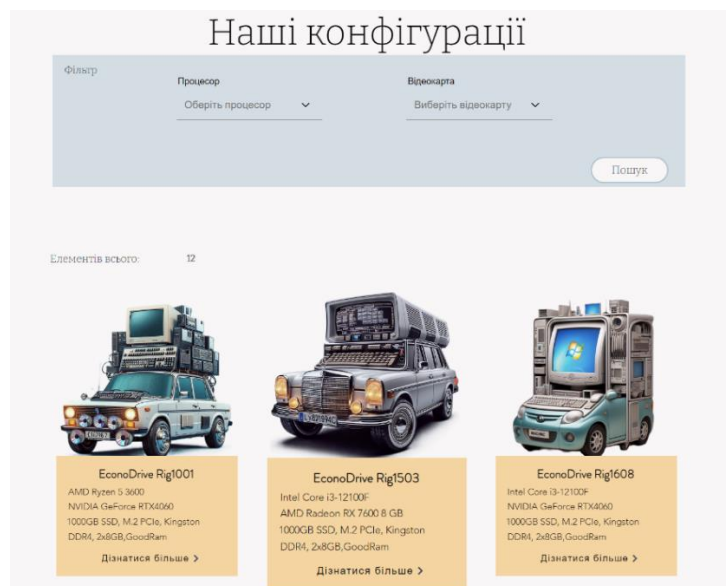 Наші конфігурації
Фільтр
Процесор
Відеокарта
Оберіть процесор
Виберіть відеокарту
Пошук
Елементів всього: 12
EconoDrive Rig1001
AMD Ryzen 5 3600
NVIDIA GeForce RTX4060
1000GB SSD, M.2 PCIe, Kingston
DDR4, 2x8GB,GoodRam
Дізнатися більше >
EconoDrive Rig1503
Intel Core i3-12100F
AMD Radeon RX 7600 8 GB
1000GB SSD, M.2 PCIe, Kingston
DDR4, 2x8GB,GoodRam
Дізнатися більше >
EconoDrive Rig1608
Intel Core i3-12100F
NVIDIA GeForce RTX4060
1000GB SSD, M.2 PCIe, Kingston
DDR4, 2x8GB,GoodRam
Дізнатися більше >